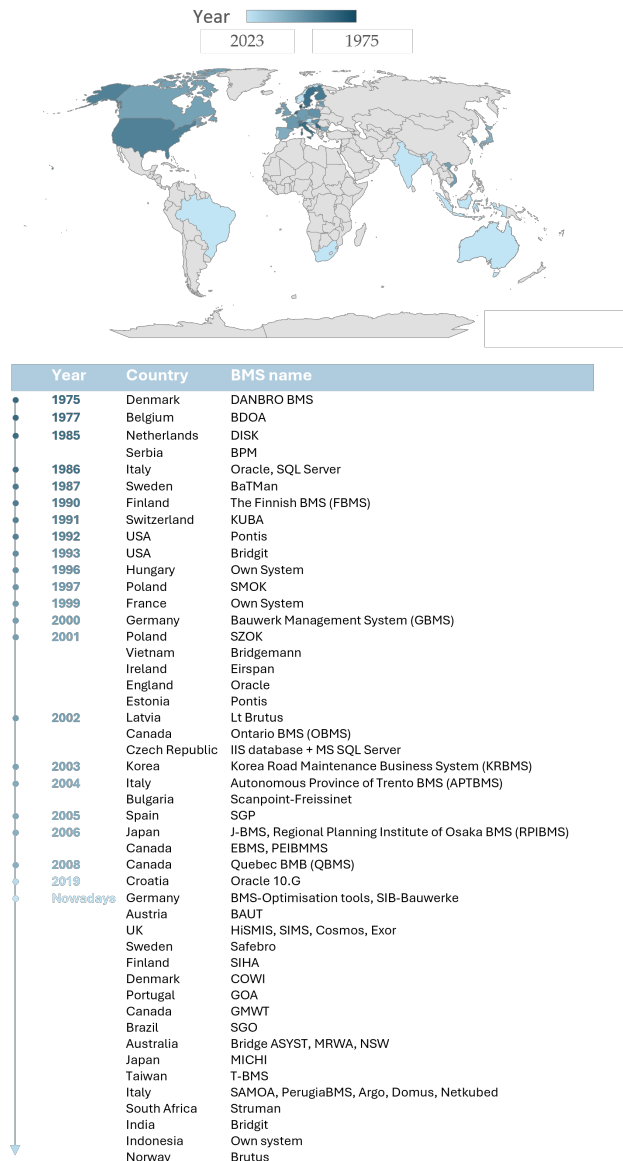 Year
2023 1975
Year Country BMS name
1975 Denmark DANBRO BMS
1977 Belgium BDOA
1985 Netherlands DISK
Serbia BPM
1986 Italy Oracle, SQL Server
1987 Sweden BaTMan
1990 Finland The Finnish BMS (FBMS)
1991 Switzerland KUBA
1992 USA Pontis
1993 USA Bridgit
1996 Hungary Own System
1997 Poland SMOK
1999 France Own System
2000 Germany Bauwerk Management System (GBMS)
2001 Poland SZOK
Vietnam Bridgemann
Ireland Eirspan
England Oracle
Estonia Pontis
2002 Latvia Lt Brutus
Canada Ontario BMS (OBMS)
Czech Republic IIS database + MS SQL Server
2003 Korea Korea Road Maintenance Business System (KRBMS)
2004 Italy Autonomous Province of Trento BMS (APTBMS)
Bulgaria Scanpoint-Freissinet
2005 Spain SGP
2006 Japan J-BMS, Regional Planning Institute of Osaka BMS (RPIBMS)
Canada EBMS, PEIBMMS
2008 Canada Quebec BMB (QBMS)
2019 Croatia Oracle 10.G
Nowadays Germany BMS-Optimisation tools, SIB-Bauwerke
Austria BAUT
UK HiSMIS, SIMS, Cosmos, Exor
Sweden Safebro
Finland SIHA
Denmark COWI
Portugal GOA
Canada GMWT
Brazil SGO
Australia Bridge ASYST, MRWA, NSW
Japan MICHI
Taiwan T-BMS
Italy SAMOA, PerugiaBMS, Argo, Domus, Netkubed
South Africa Struman
India Bridgit
Indonesia Own system
Norway Brutus